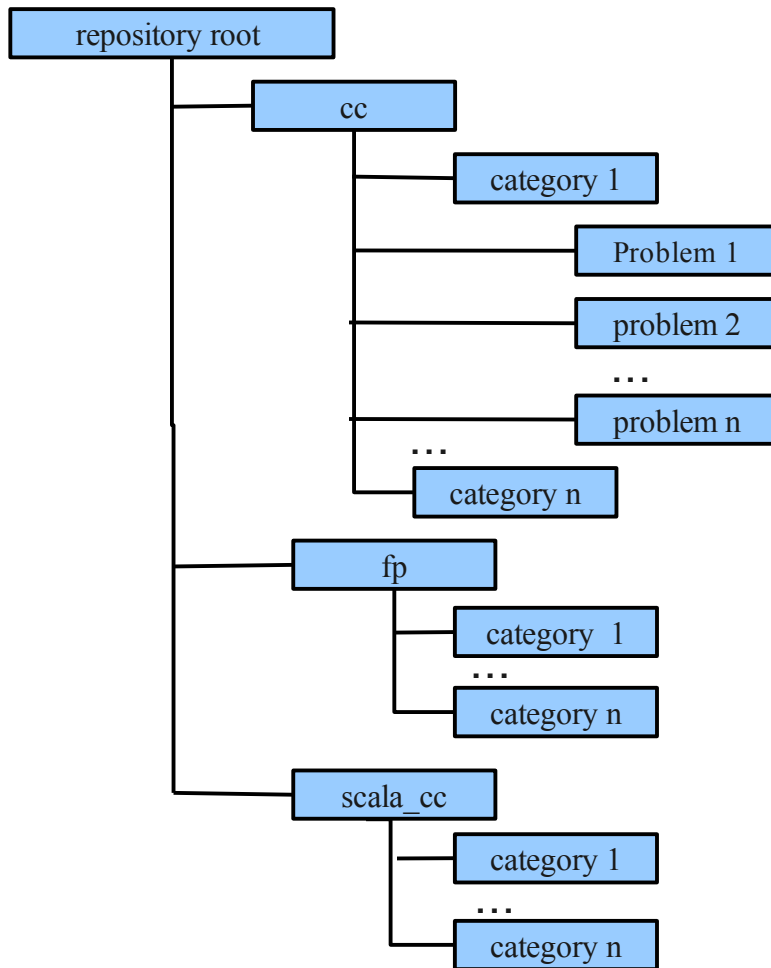 repository root
cc
category 1
Problem 1
problem 2
...
problem n
...
category n
fp
category  1
...
category n
scala_cc
category 1
...
category n